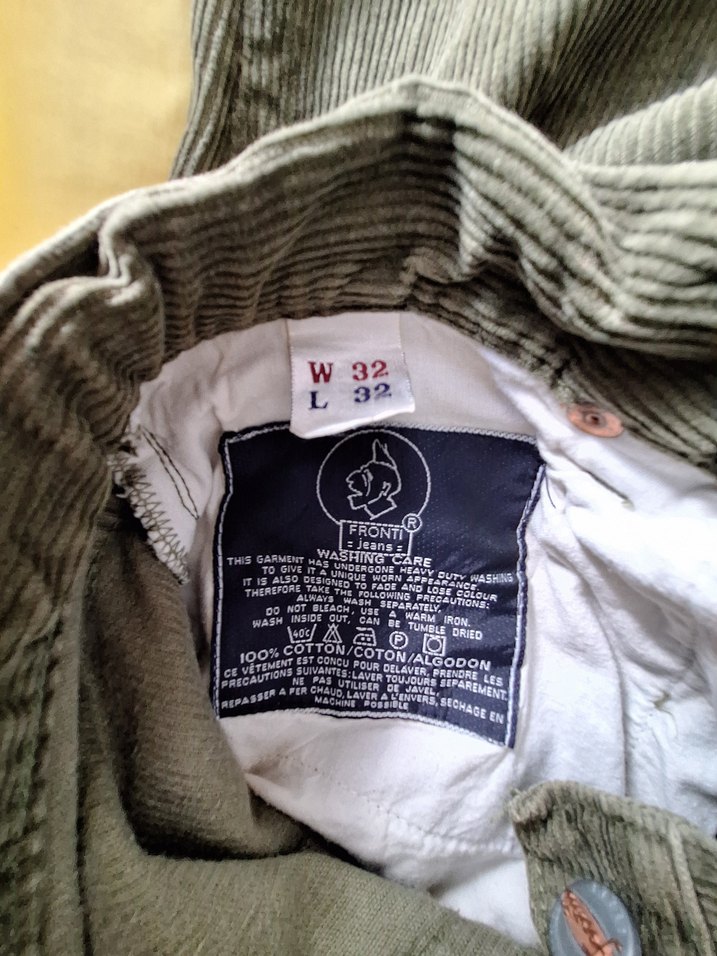 W 32
L 32
FRONTI ®
= jeans =
WASHING CARE
THIS GARMENT HAS UNDERGONE HEAVY DUTY WASHING
TO GIVE IT A UNIQUE WORN APPEARANCE
IT IS ALSO DESIGNED TO FADE AND LOSE COLOUR
THEREFORE TAKE THE FOLLOWING PRECAUTIONS:
ALWAYS WASH SEPARATELY,
DO NOT BLEACH, USE A WARM IRON.
WASH INSIDE OUT, CAN BE TUMBLE DRIED
40C P
100% COTTON/COTON/ALGODON
CE VÊTEMENT EST CONÇU POUR DELAVER, PRENDRE LES
PRECAUTIONS SUIVANTES: LAVER TOUJOURS SEPAREMENT.
NE PAS UTILISER DE JAVEL
REPASSER A FER CHAUD, LAVER A L'ENVERS, SECHAGE EN
MACHINE POSSIBLE